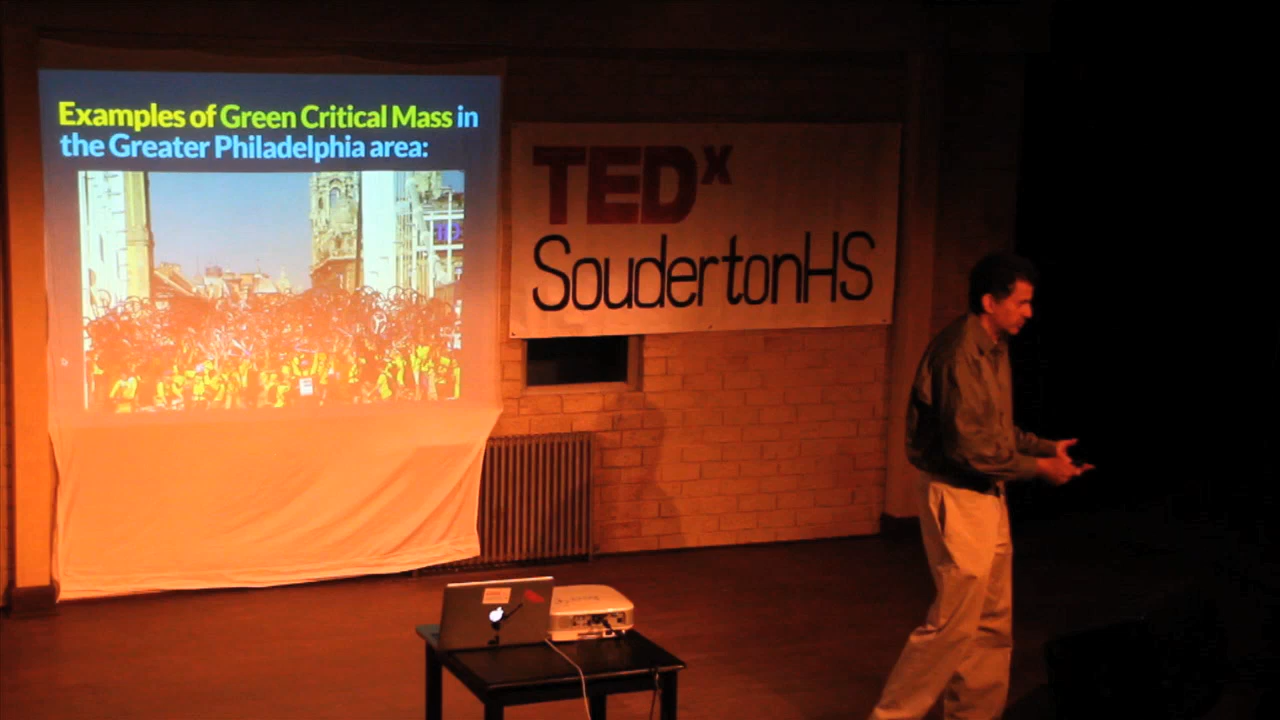 Examples of Green Critical Mass in
the Greater Philadelphia area:
TEDx
SoudertonHS